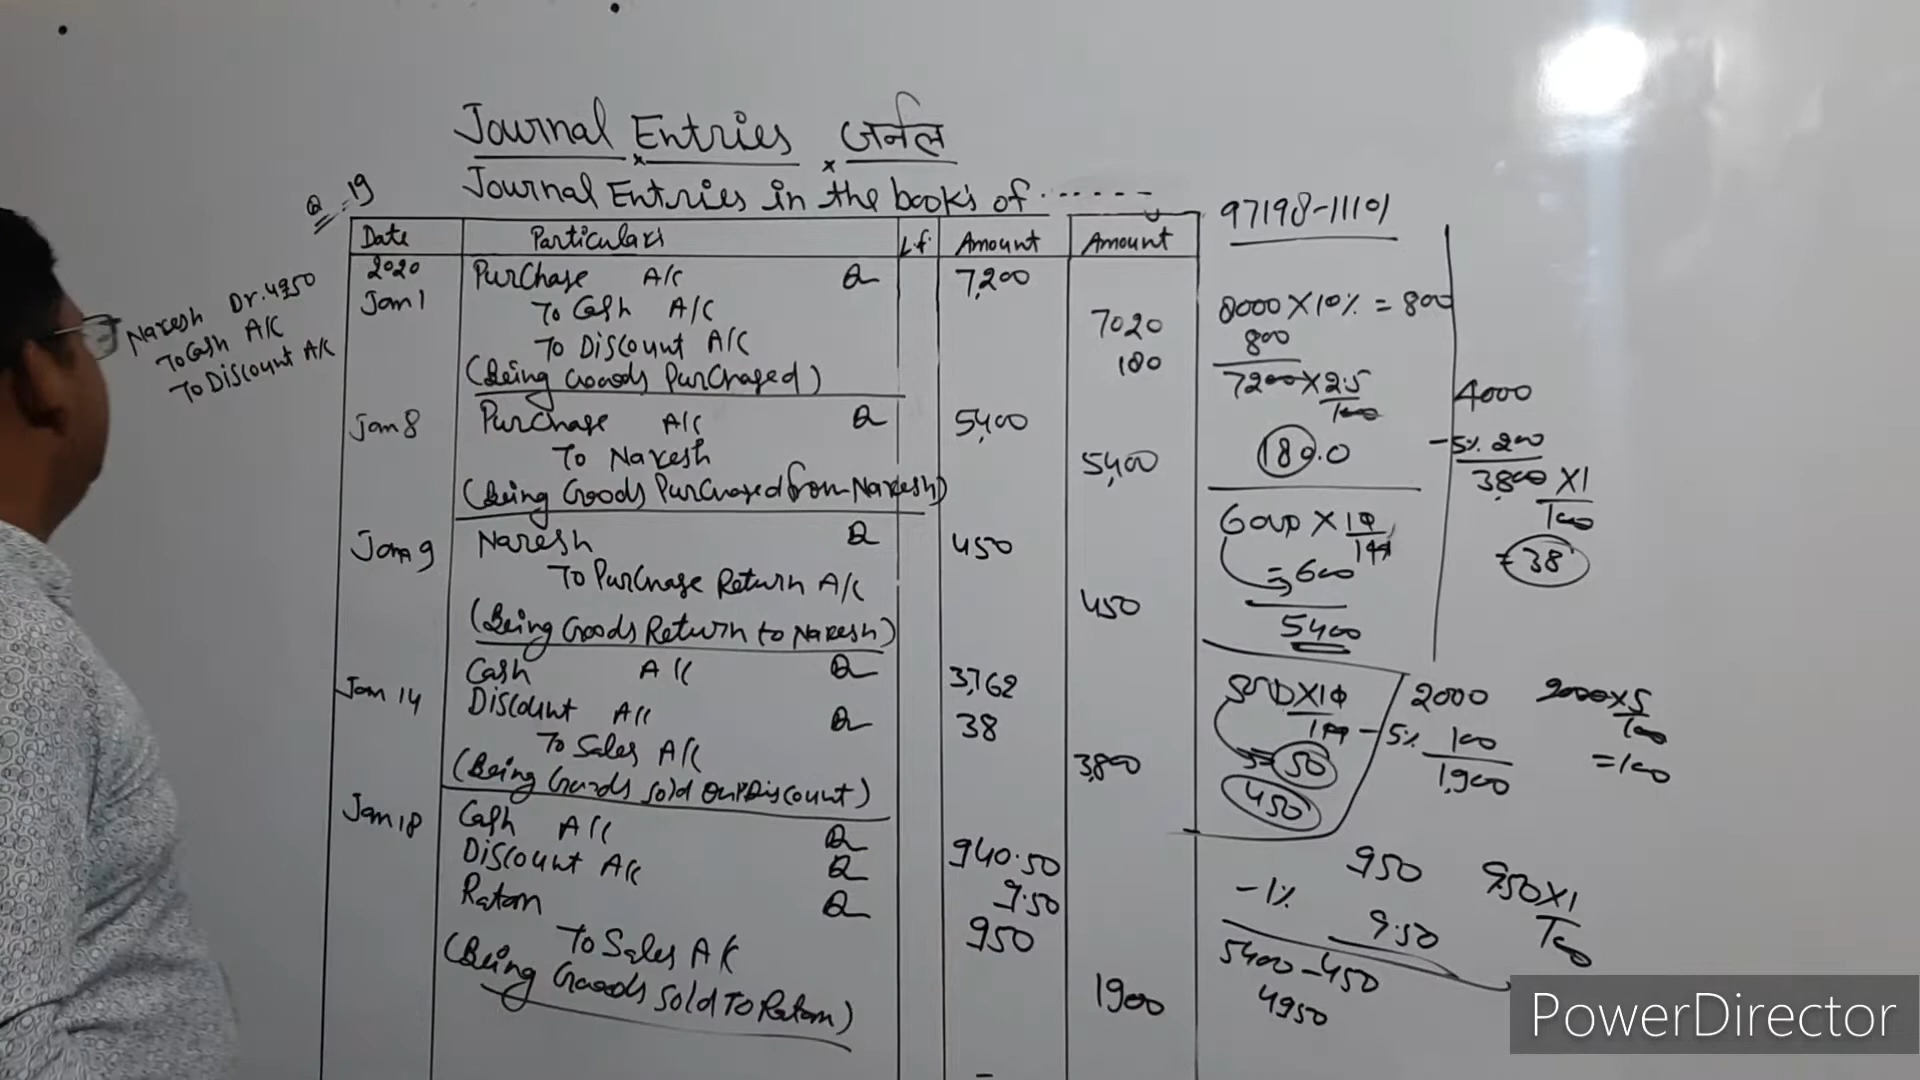 Journal Entries जर्नल
Journal Entries in the book's of ......
Q. 19
97198-11101
Date Particulars L.f. Amount Amount
2020
Jan 1 Purchase A/c Dr 7,200
To Cash A/c 7020
To Discount A/c 180
(Being Goods Purchased)
Jan 8 Purchase A/c Dr 5,400
To Naresh 5,400
(Being Goods Purchased from Naresh)
Jan 9 Naresh Dr 450
To Purchase Return A/c 450
(Being Goods Return to Naresh)
Jan 14 Cash A/c Dr 3,762
Discount A/c Dr 38
To Sales A/c 3,800
(Being Goods sold Discount)
Jan 18 Cash A/c Dr 940.50
Discount A/c Dr 9.50
Ratan Dr 950
To Sales A/c 1900
(Being Goods sold To Ratan)
Naresh Dr. 4950
To Cash A/c
To Discount A/c
8000 X 10% = 800
800
7200 X 2.5
100
180.0
6000 X 10
100
= 600
5400
4000
- 5% 200
3,800 X 1
100
= 38
500 X 10
100
= 50
450
2000
- 5% 100
1,900
2000 X 5
100
= 100
950
- 1% 9.50
950 X 1
100
5400 - 450
4950
PowerDirector